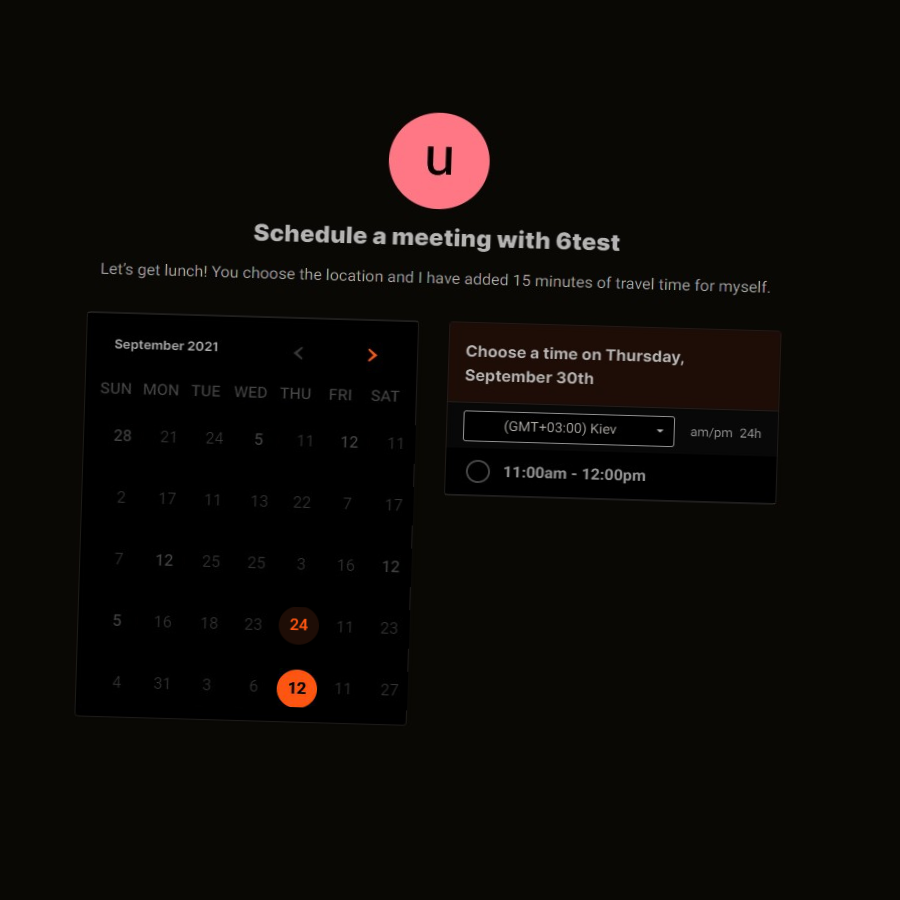 u
Schedule a meeting with 6test
Let's get lunch! You choose the location and I have added 15 minutes of travel time for myself.
September 2021
SUN MON TUE WED THU FRI SAT
28 21 24 5 11 12 11
2 17 11 13 22 7 17
7 12 25 25 3 16 12
5 16 18 23 24 11 23
4 31 3 6 12 11 27
Choose a time on Thursday,
September 30th
(GMT+03:00) Kiev am/pm 24h
11:00am - 12:00pm